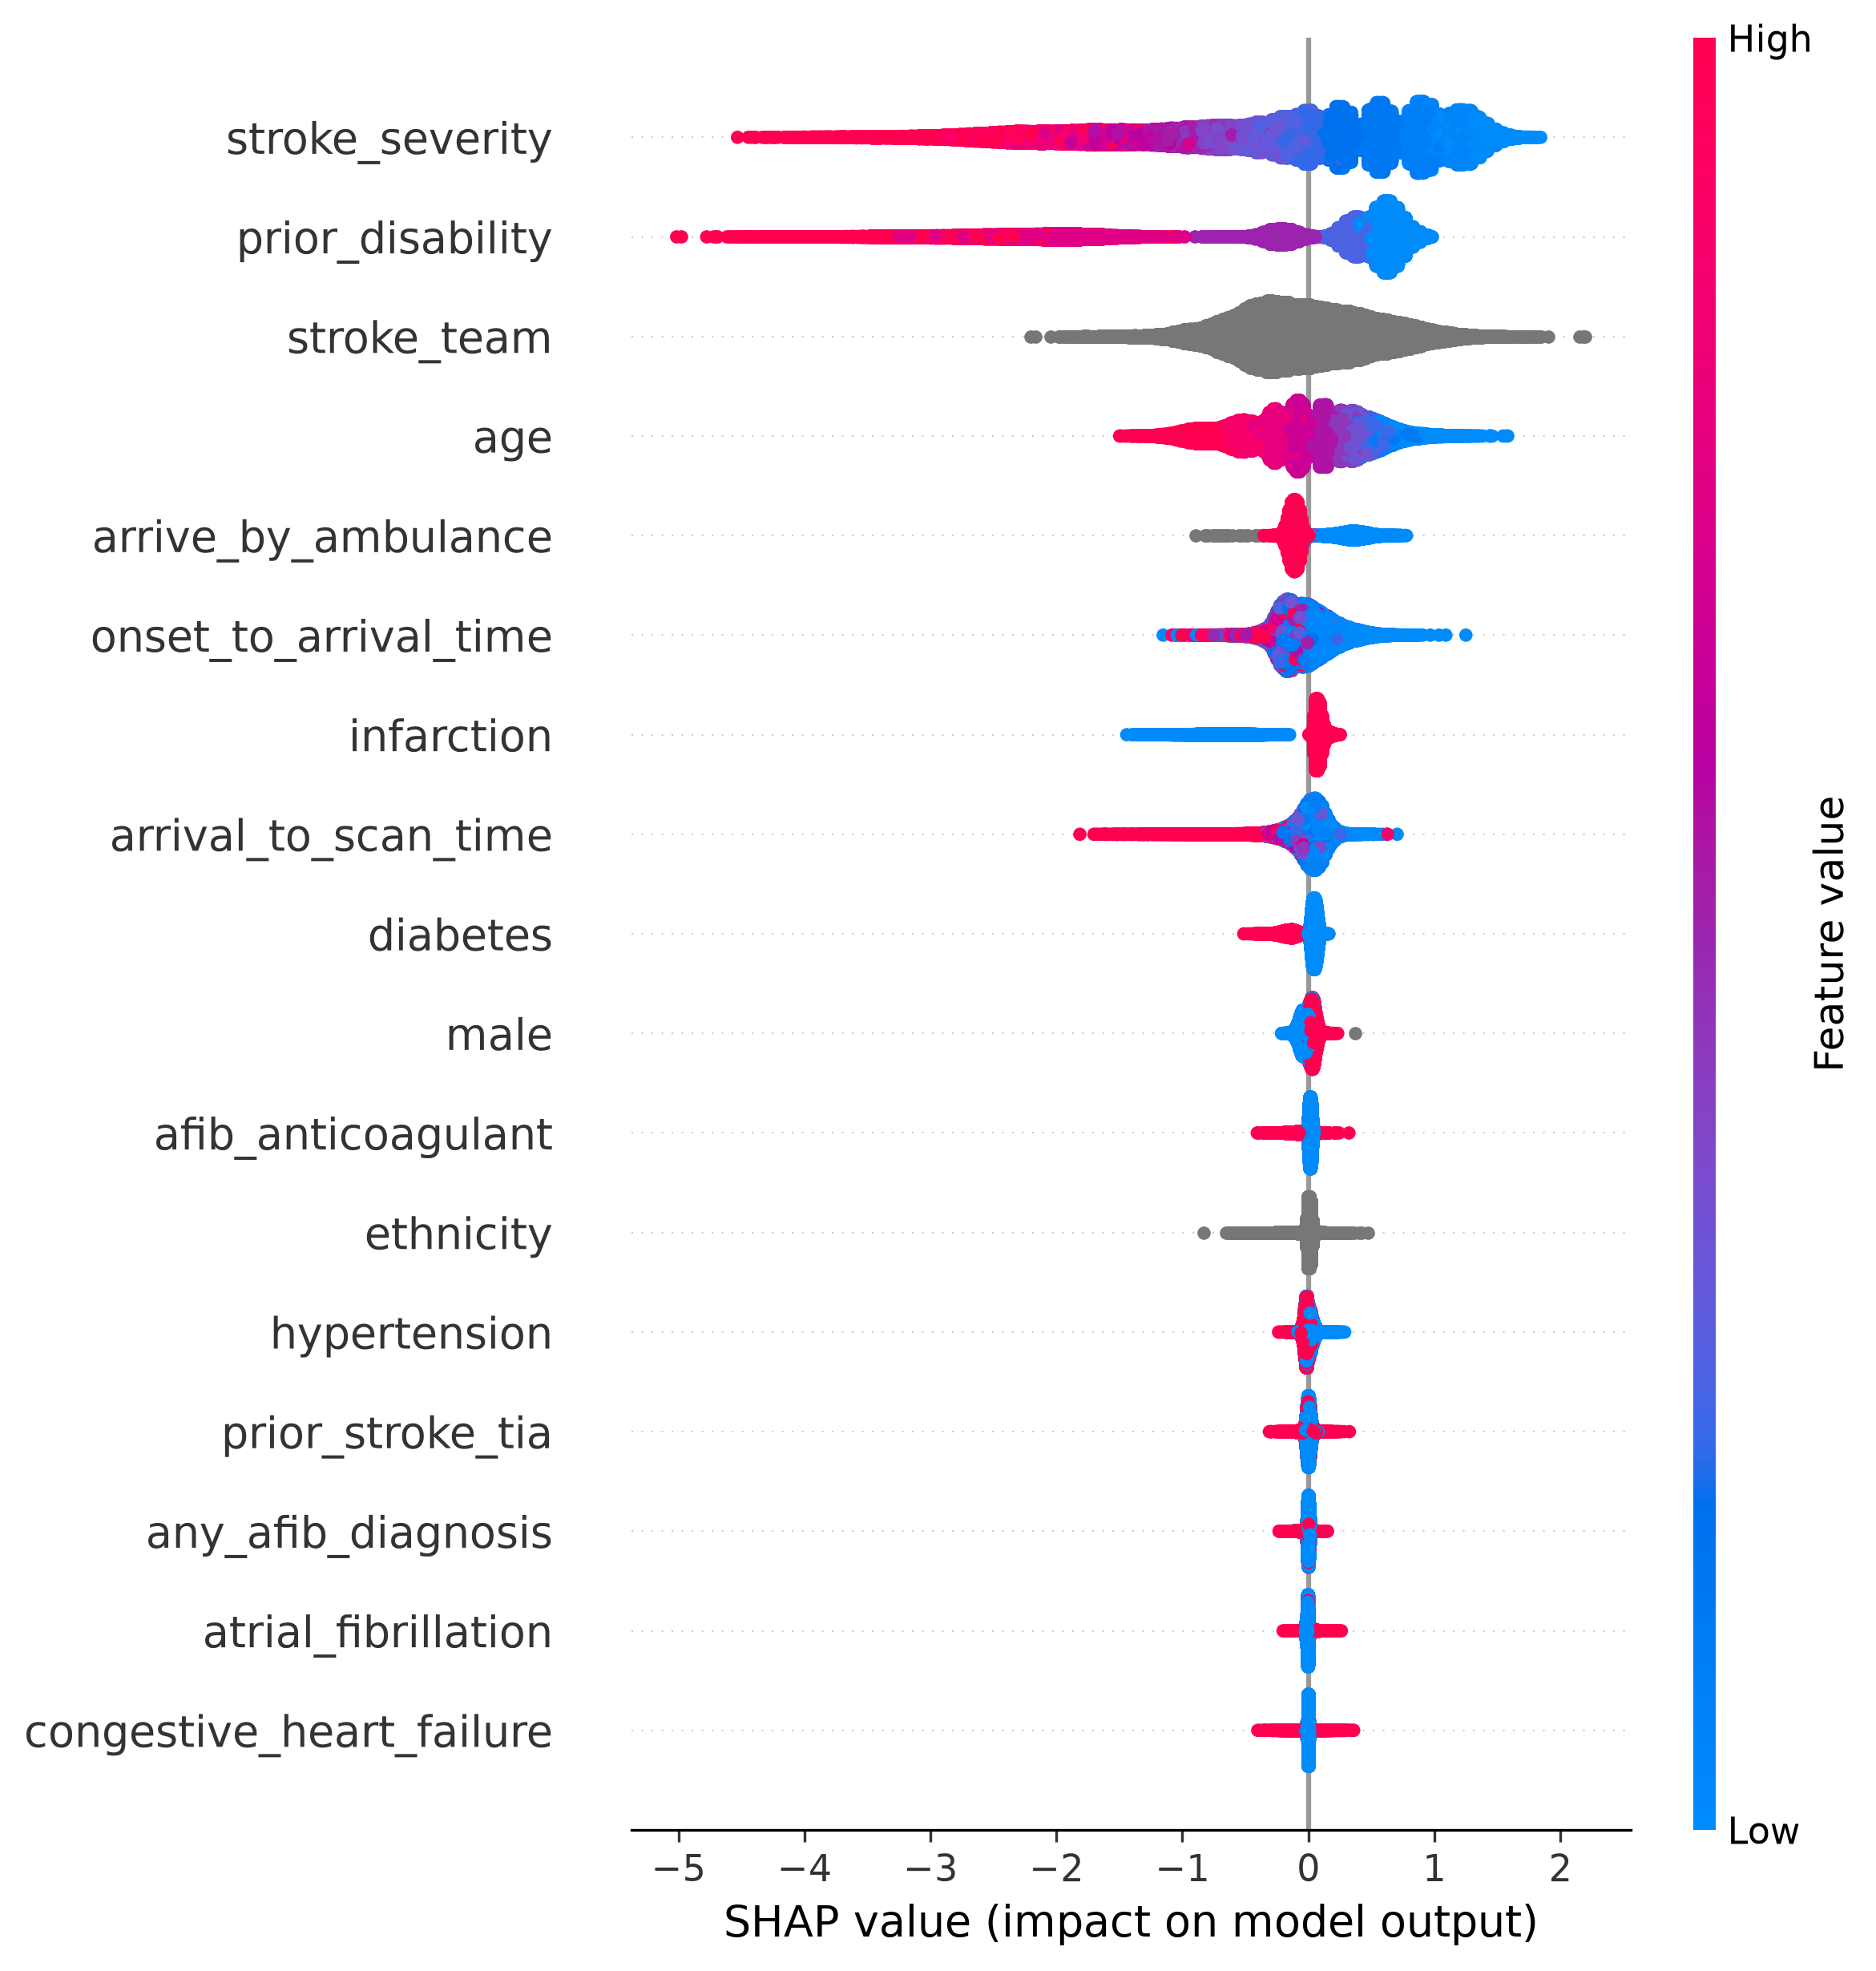 High
stroke_severity
prior_disability
stroke_team
age
arrive_by_ambulance
onset_to_arrival_time
infarction
arrival_to_scan_time
diabetes
male
afib_anticoagulant
ethnicity
hypertension
prior_stroke_tia
any_afib_diagnosis
atrial_fibrillation
congestive_heart_failure
Feature value
Low
−5 −4 −3 −2 −1 0 1 2
SHAP value (impact on model output)